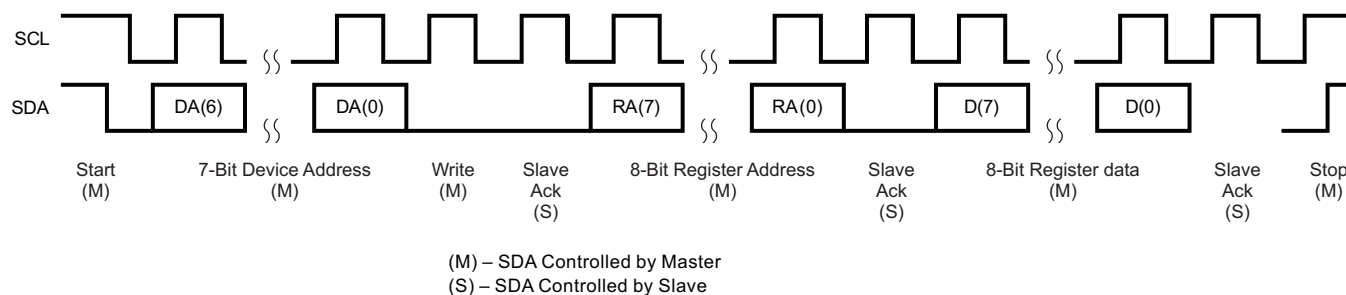 SCL
SDA
DA(6)
DA(0)
RA(7)
RA(0)
D(7)
D(0)
Start
(M)
7-Bit Device Address
(M)
Write
(M)
Slave
Ack
(S)
8-Bit Register Address
(M)
Slave
Ack
(S)
8-Bit Register data
(M)
Slave
Ack
(S)
Stop
(M)
(M) – SDA Controlled by Master
(S) – SDA Controlled by Slave